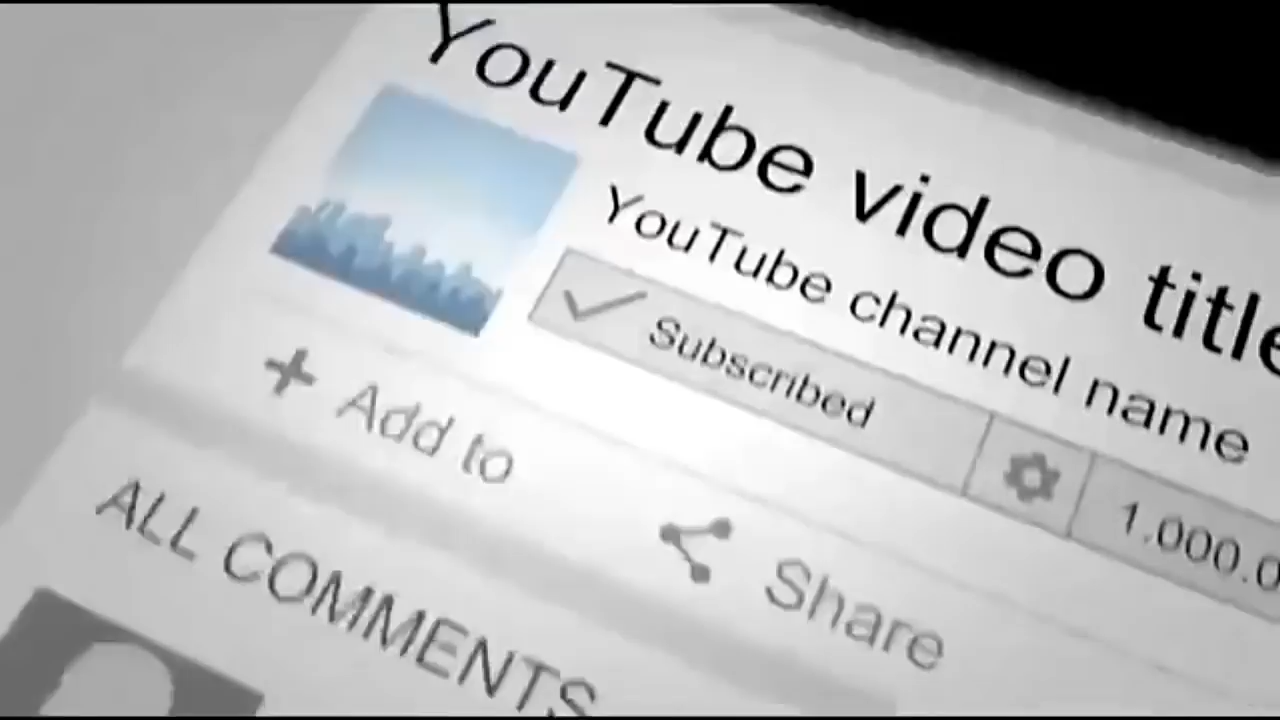 YouTube video title
YouTube channel name
Subscribed
1.000.0
Add to
Share
ALL COMMENTS